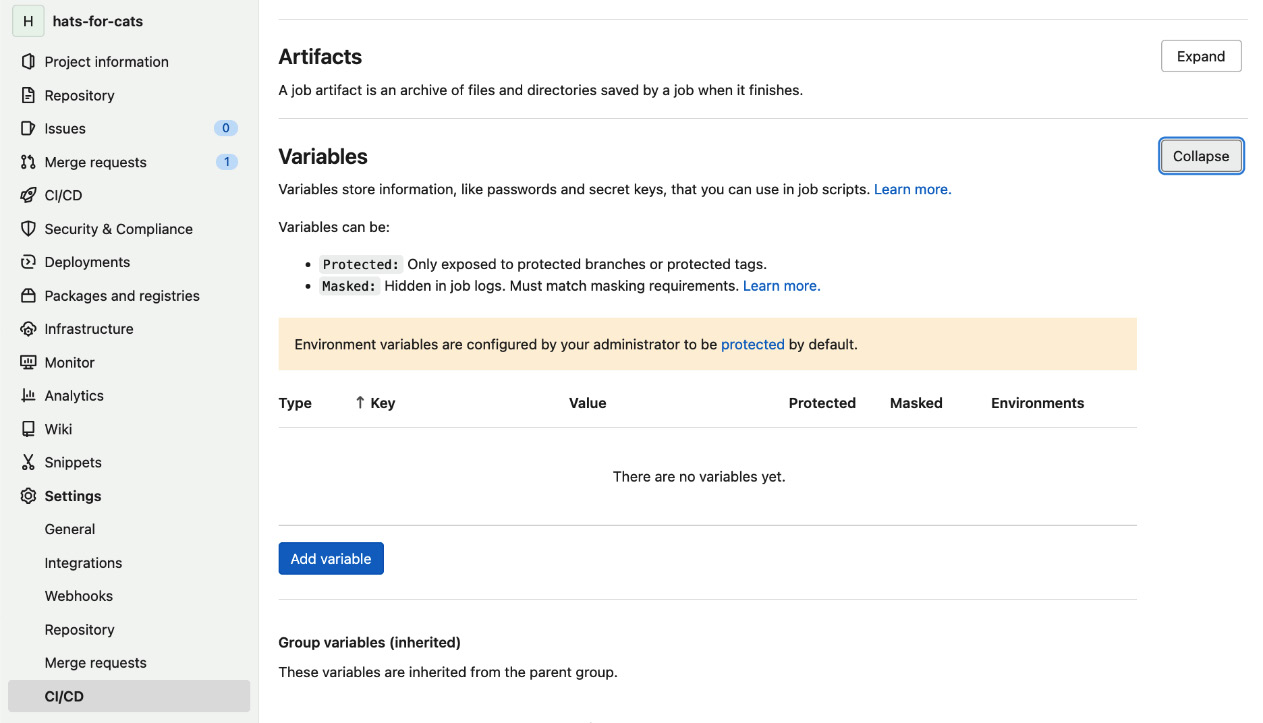 H hats-for-cats
Project information
Repository
Issues 0
Merge requests 1
CI/CD
Security & Compliance
Deployments
Packages and registries
Infrastructure
Monitor
Analytics
Wiki
Snippets
Settings
General
Integrations
Webhooks
Repository
Merge requests
CI/CD
Artifacts
Expand
A job artifact is an archive of files and directories saved by a job when it finishes.
Variables
Collapse
Variables store information, like passwords and secret keys, that you can use in job scripts. Learn more.
Variables can be:
• Protected: Only exposed to protected branches or protected tags.
• Masked: Hidden in job logs. Must match masking requirements. Learn more.
Environment variables are configured by your administrator to be protected by default.
Type ↑ Key Value Protected Masked Environments
There are no variables yet.
Add variable
Group variables (inherited)
These variables are inherited from the parent group.